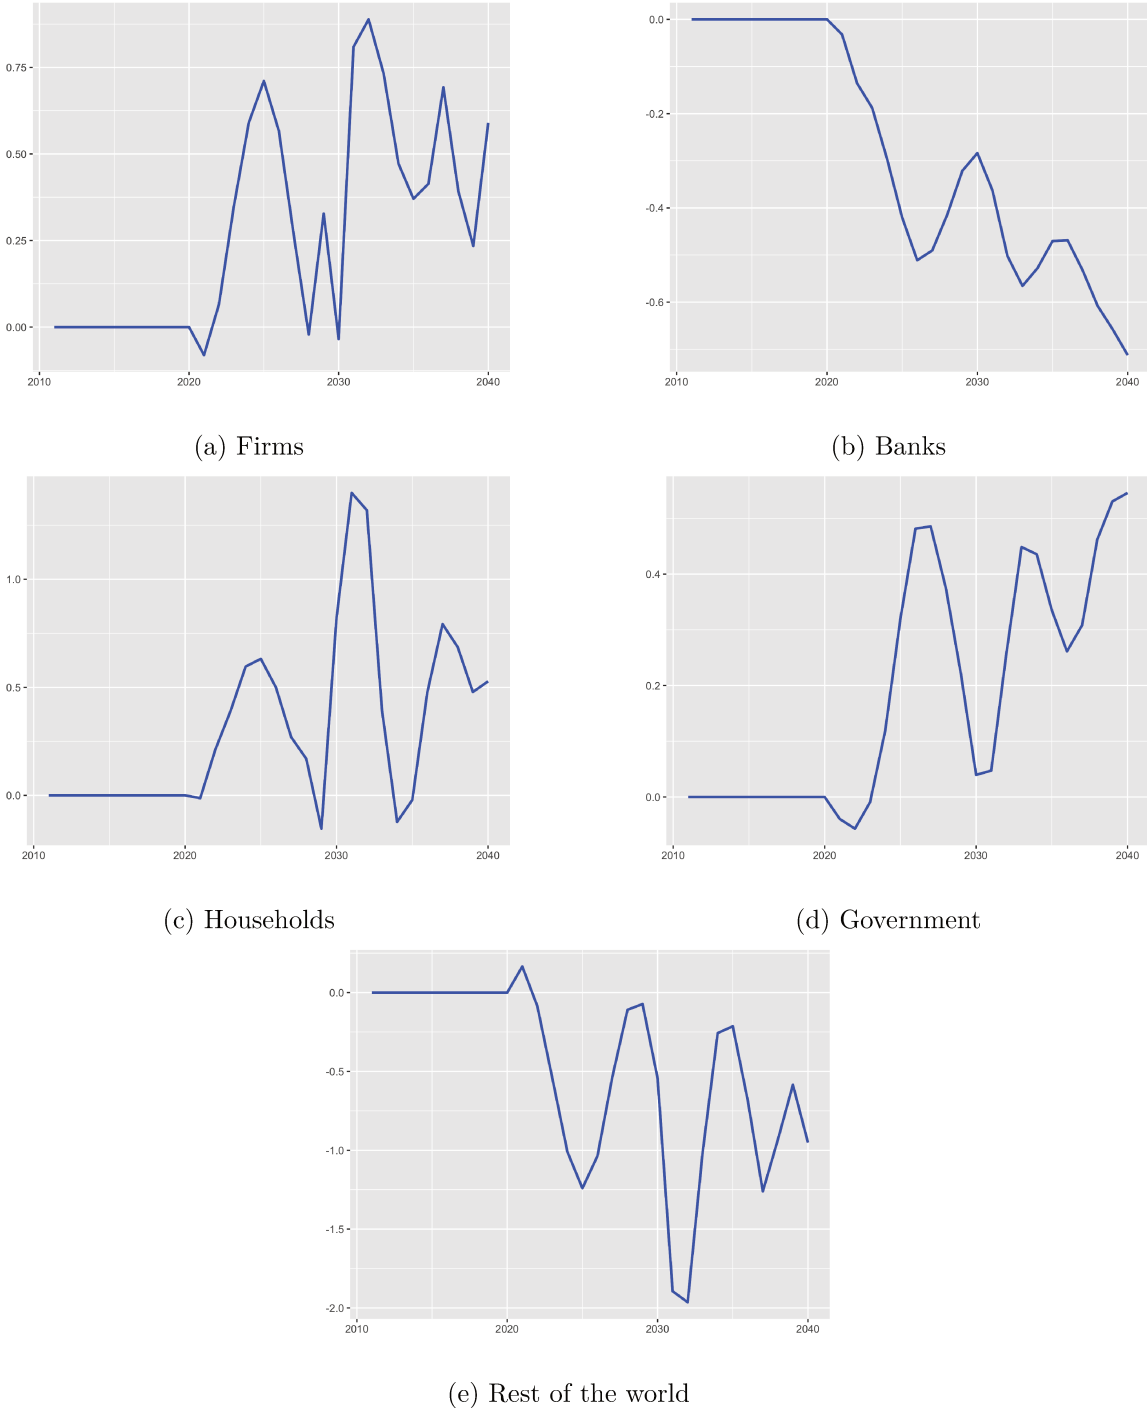 0.75
0.50
0.25
0.00
2010 2020 2030 2040
(a) Firms
0.0
-0.2
-0.4
-0.6
2010 2020 2030 2040
(b) Banks
1.0
0.5
0.0
2010 2020 2030 2040
(c) Households
0.4
0.2
0.0
2010 2020 2030 2040
(d) Government
0.0
-0.5
-1.0
-1.5
-2.0
2010 2020 2030 2040
(e) Rest of the world